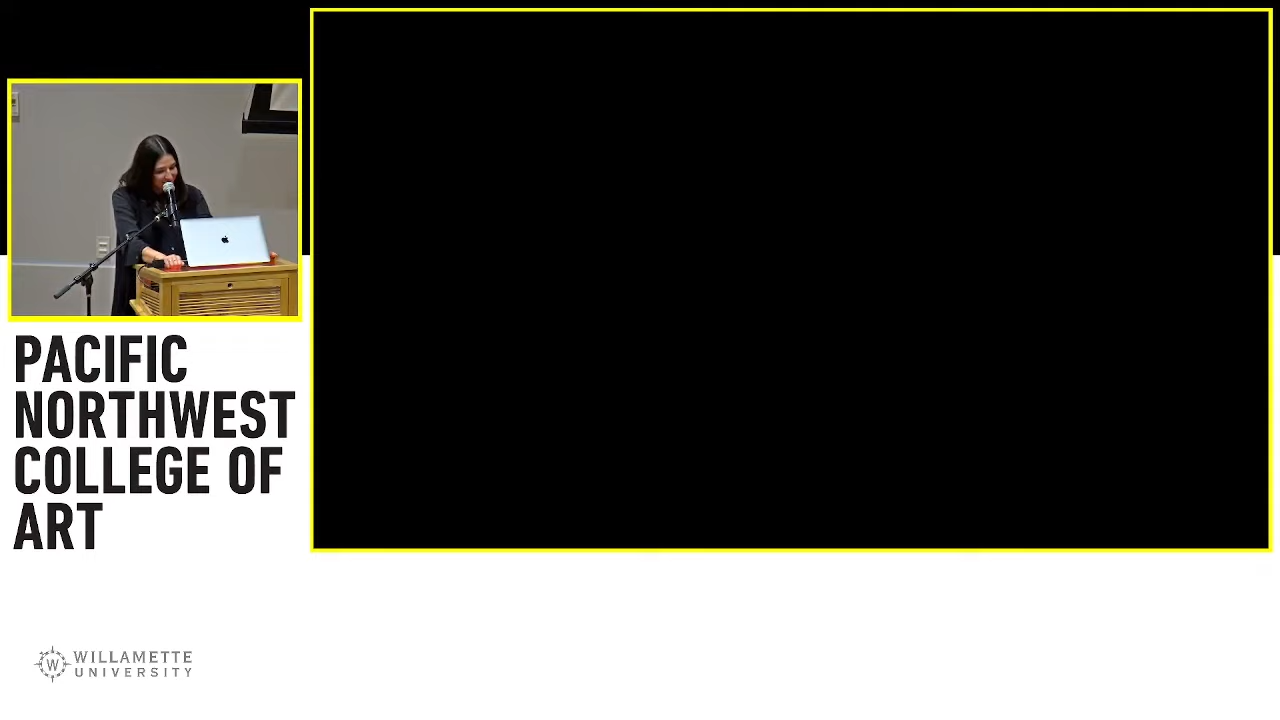 PACIFIC
NORTHWEST
COLLEGE OF
ART
W
WILLAMETTE
UNIVERSITY